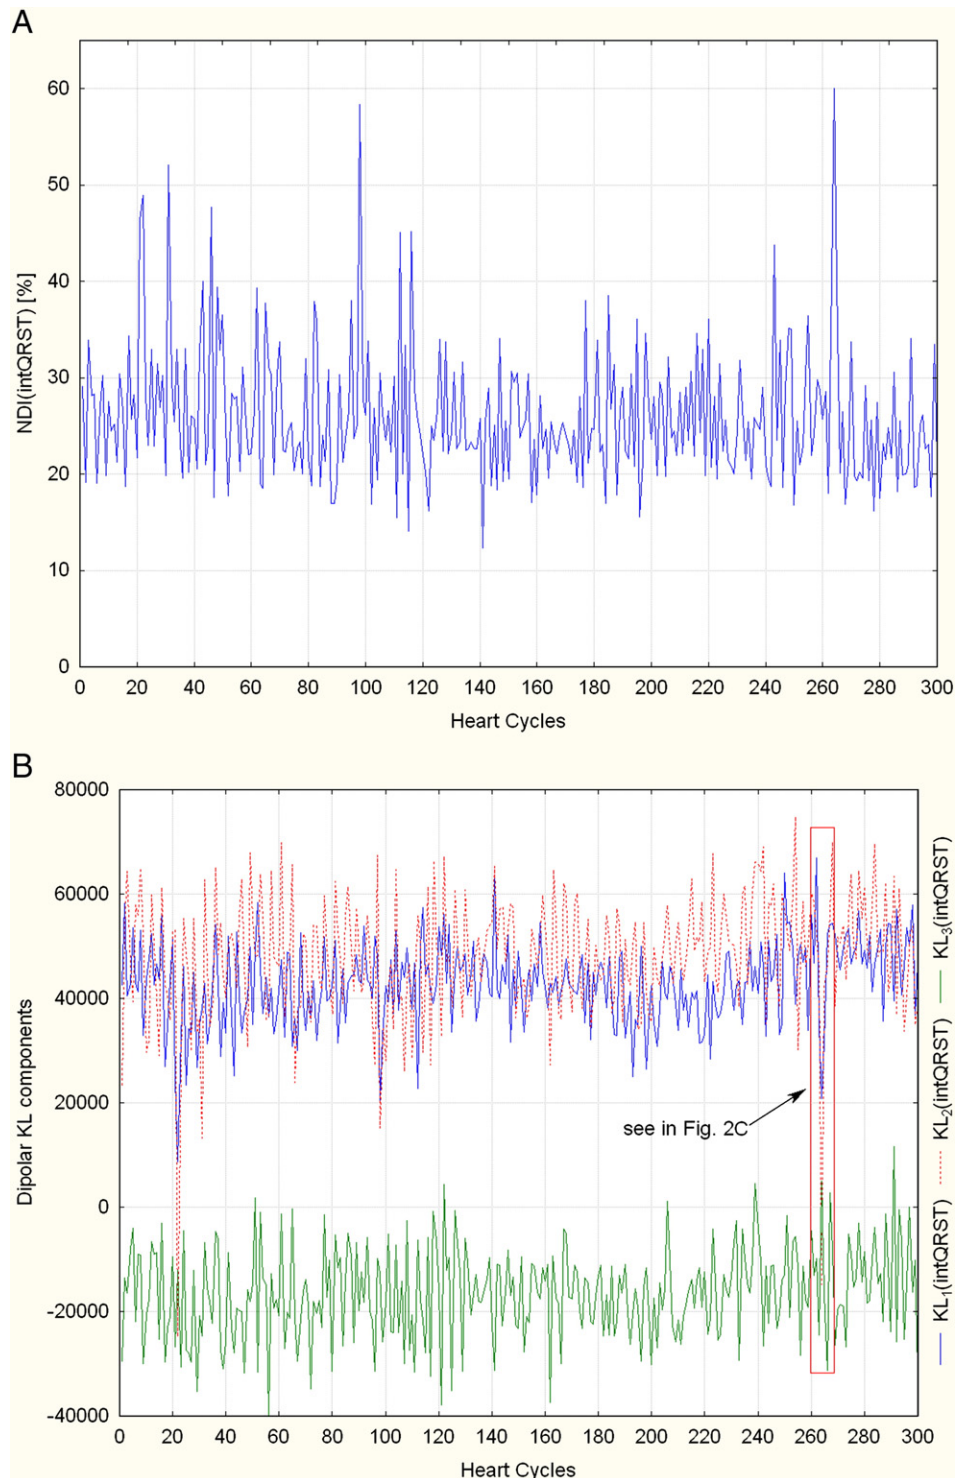 A
NDI(intQRST) [%]
60
50
40
30
20
10
0
0 20 40 60 80 100 120 140 160 180 200 220 240 260 280 300
Heart Cycles
B
Dipolar KL components
80000
60000
40000
20000
0
-20000
-40000
see in Fig. 2C
0 20 40 60 80 100 120 140 160 180 200 220 240 260 280 300
Heart Cycles
KL1(intQRST)
KL2(intQRST)
KL3(intQRST)